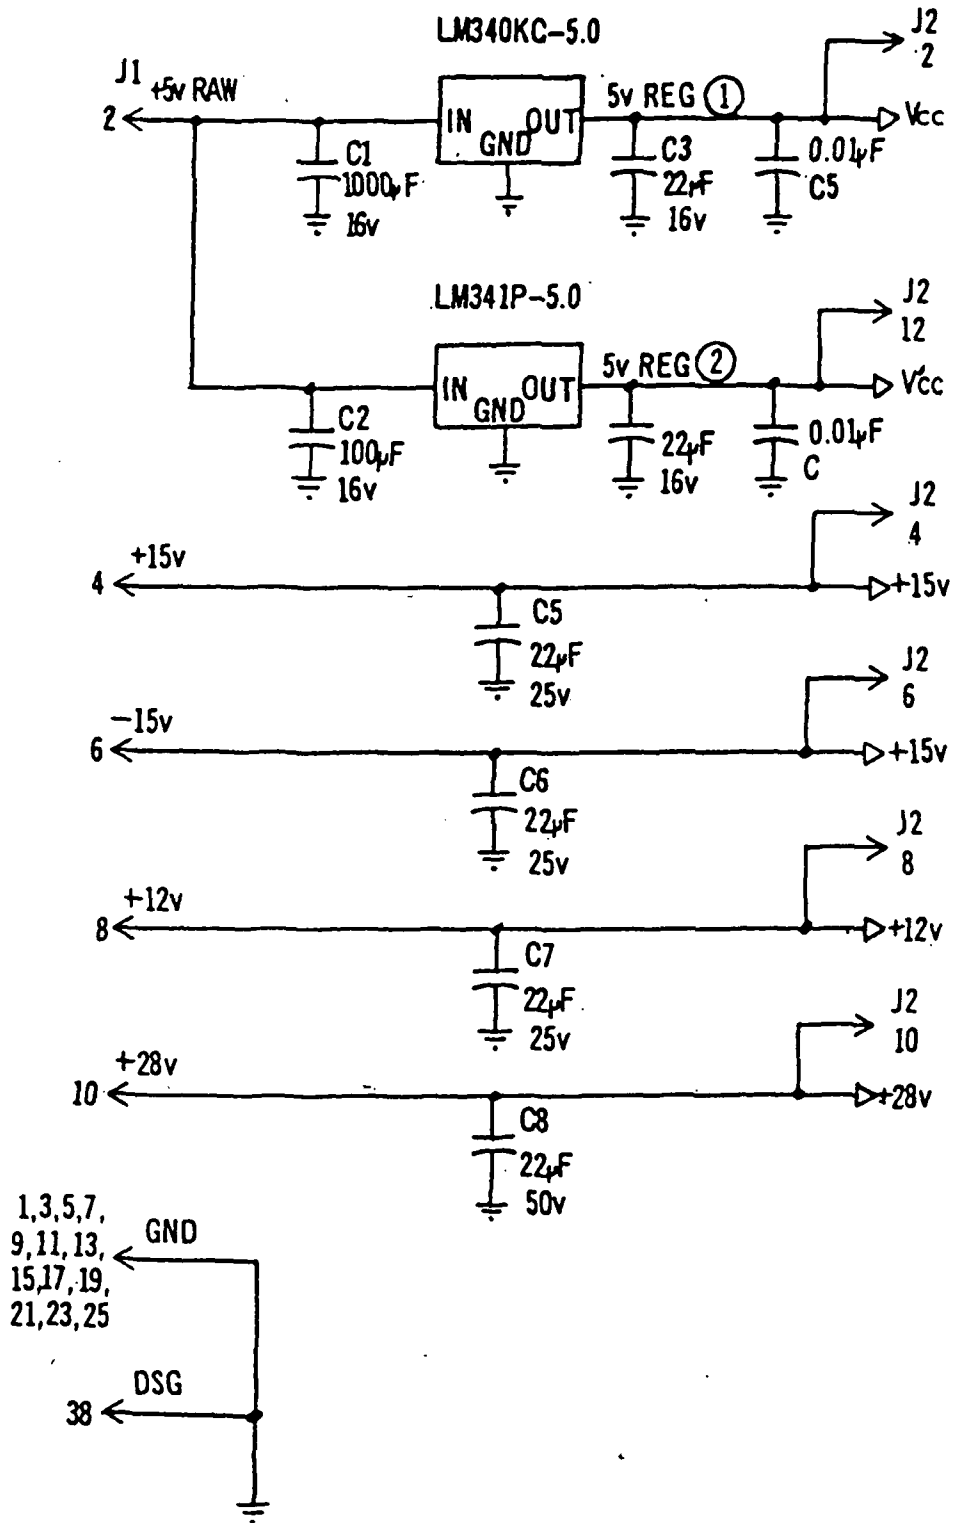 LM340KC-5.0
J2
2
J1
+5v RAW
2
IN
OUT
GND
5v REG 1
Vcc
C1
1000µF
16v
C3
22µF
16v
0.01µF
C5
LM341P-5.0
J2
12
IN
OUT
GND
5v REG 2
V'cc
C2
100µF
16v
22µF
16v
0.01µF
C
J2
4
+15v
4
+15v
C5
22µF
25v
J2
6
-15v
6
+15v
C6
22µF
25v
J2
8
+12v
8
+12v
C7
22µF
25v
J2
10
+28v
10
+28v
C8
22µF
50v
1,3,5,7,
9,11,13,
15,17,19,
21,23,25
GND
DSG
38